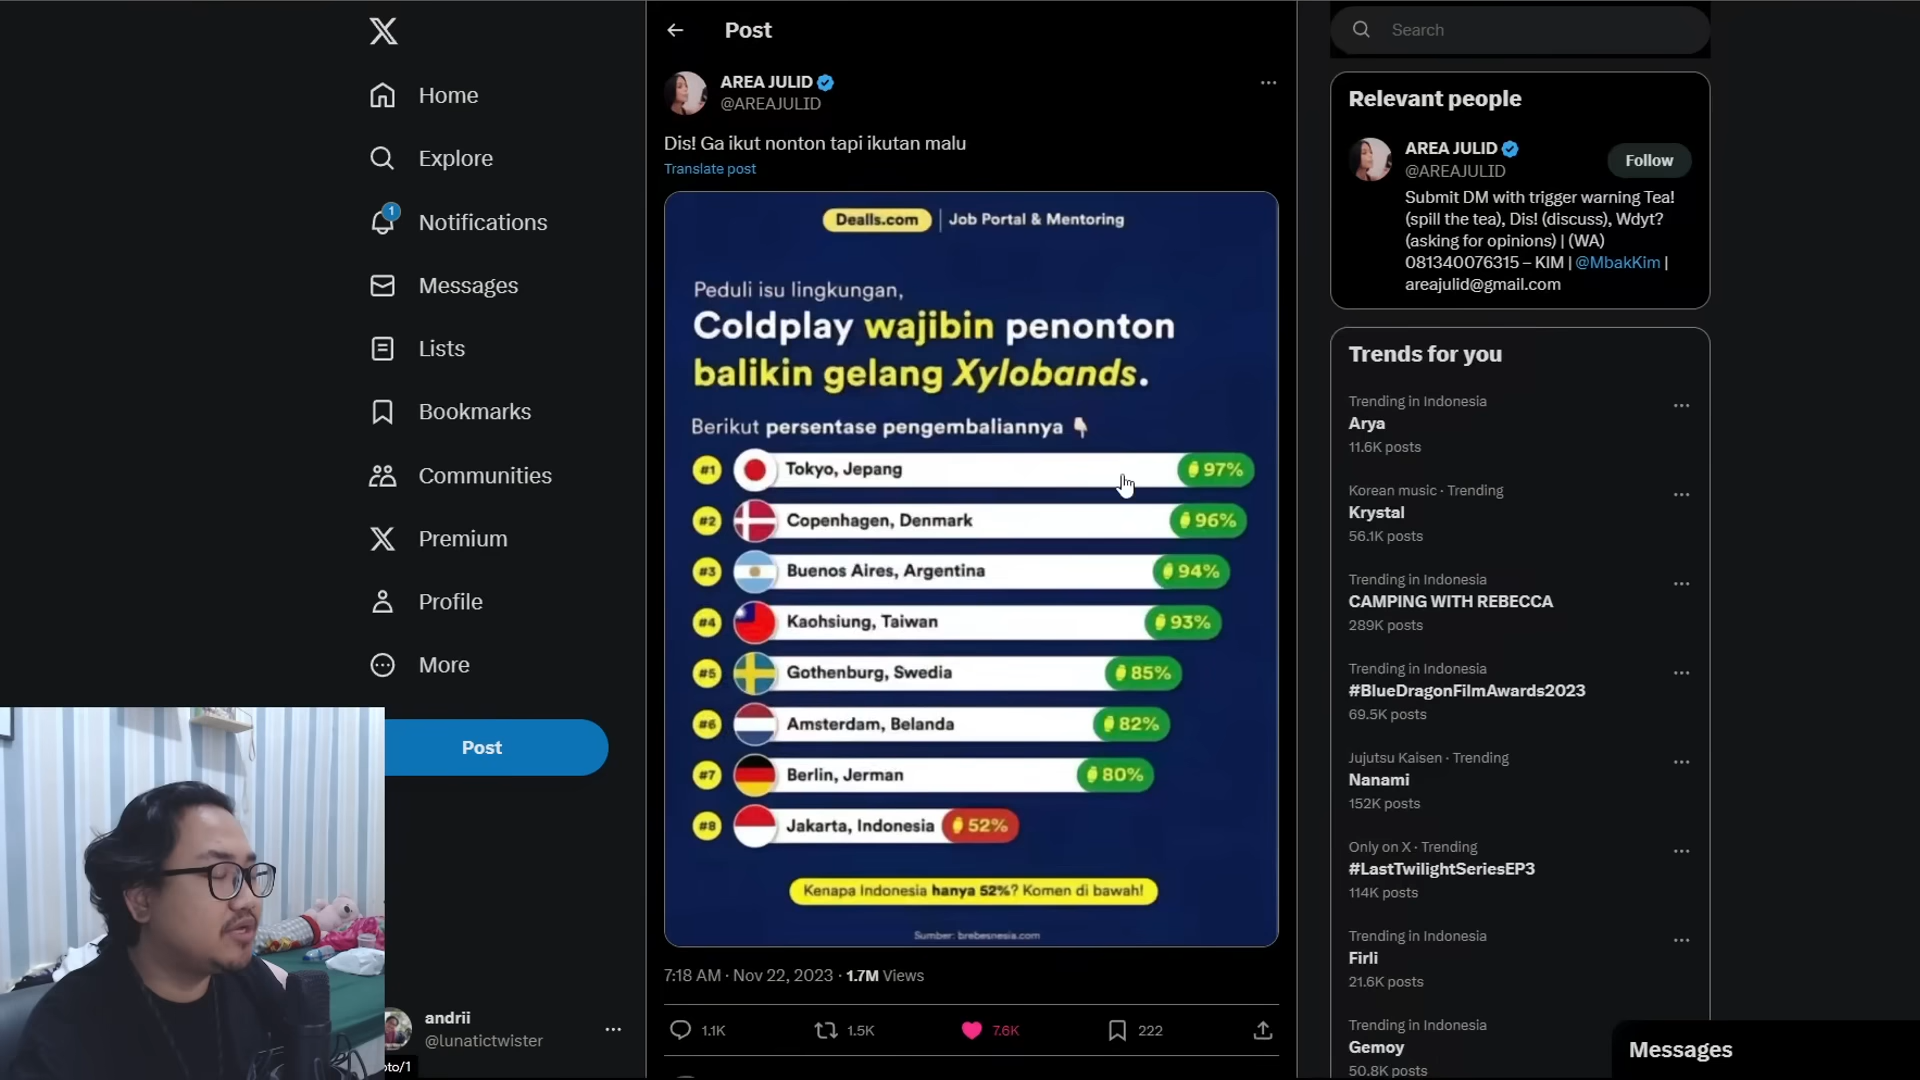 Home
Explore
1
Notifications
Messages
Lists
Bookmarks
Communities
Premium
Profile
More
Post
andrii
@lunatictwister
oto/1
Post
AREA JULID
@AREAJULID
Dis! Ga ikut nonton tapi ikutan malu
Translate post
Dealls.com | Job Portal & Mentoring
Peduli isu lingkungan,
Coldplay wajibin penonton
balikin gelang Xylobands.
Berikut persentase pengembaliannya
#1 Tokyo, Jepang 97%
#2 Copenhagen, Denmark 96%
#3 Buenos Aires, Argentina 94%
#4 Kaohsiung, Taiwan 93%
#5 Gothenburg, Swedia 85%
#6 Amsterdam, Belanda 82%
#7 Berlin, Jerman 80%
#8 Jakarta, Indonesia 52%
Kenapa Indonesia hanya 52%? Komen di bawah!
Sumber: brebesnesia.com
7:18 AM · Nov 22, 2023 · 1.7M Views
1.1K 1.5K 7.6K 222
Search
Relevant people
AREA JULID
@AREAJULID
Follow
Submit DM with trigger warning Tea!
(spill the tea), Dis! (discuss), Wdyt?
(asking for opinions) | (WA)
081340076315 – KIM | @MbakKim |
areajulid@gmail.com
Trends for you
Trending in Indonesia
Arya
11.6K posts
Korean music · Trending
Krystal
56.1K posts
Trending in Indonesia
CAMPING WITH REBECCA
289K posts
Trending in Indonesia
#BlueDragonFilmAwards2023
69.5K posts
Jujutsu Kaisen · Trending
Nanami
152K posts
Only on X · Trending
#LastTwilightSeriesEP3
114K posts
Trending in Indonesia
Firli
21.6K posts
Trending in Indonesia
Gemoy
50.8K posts
Messages